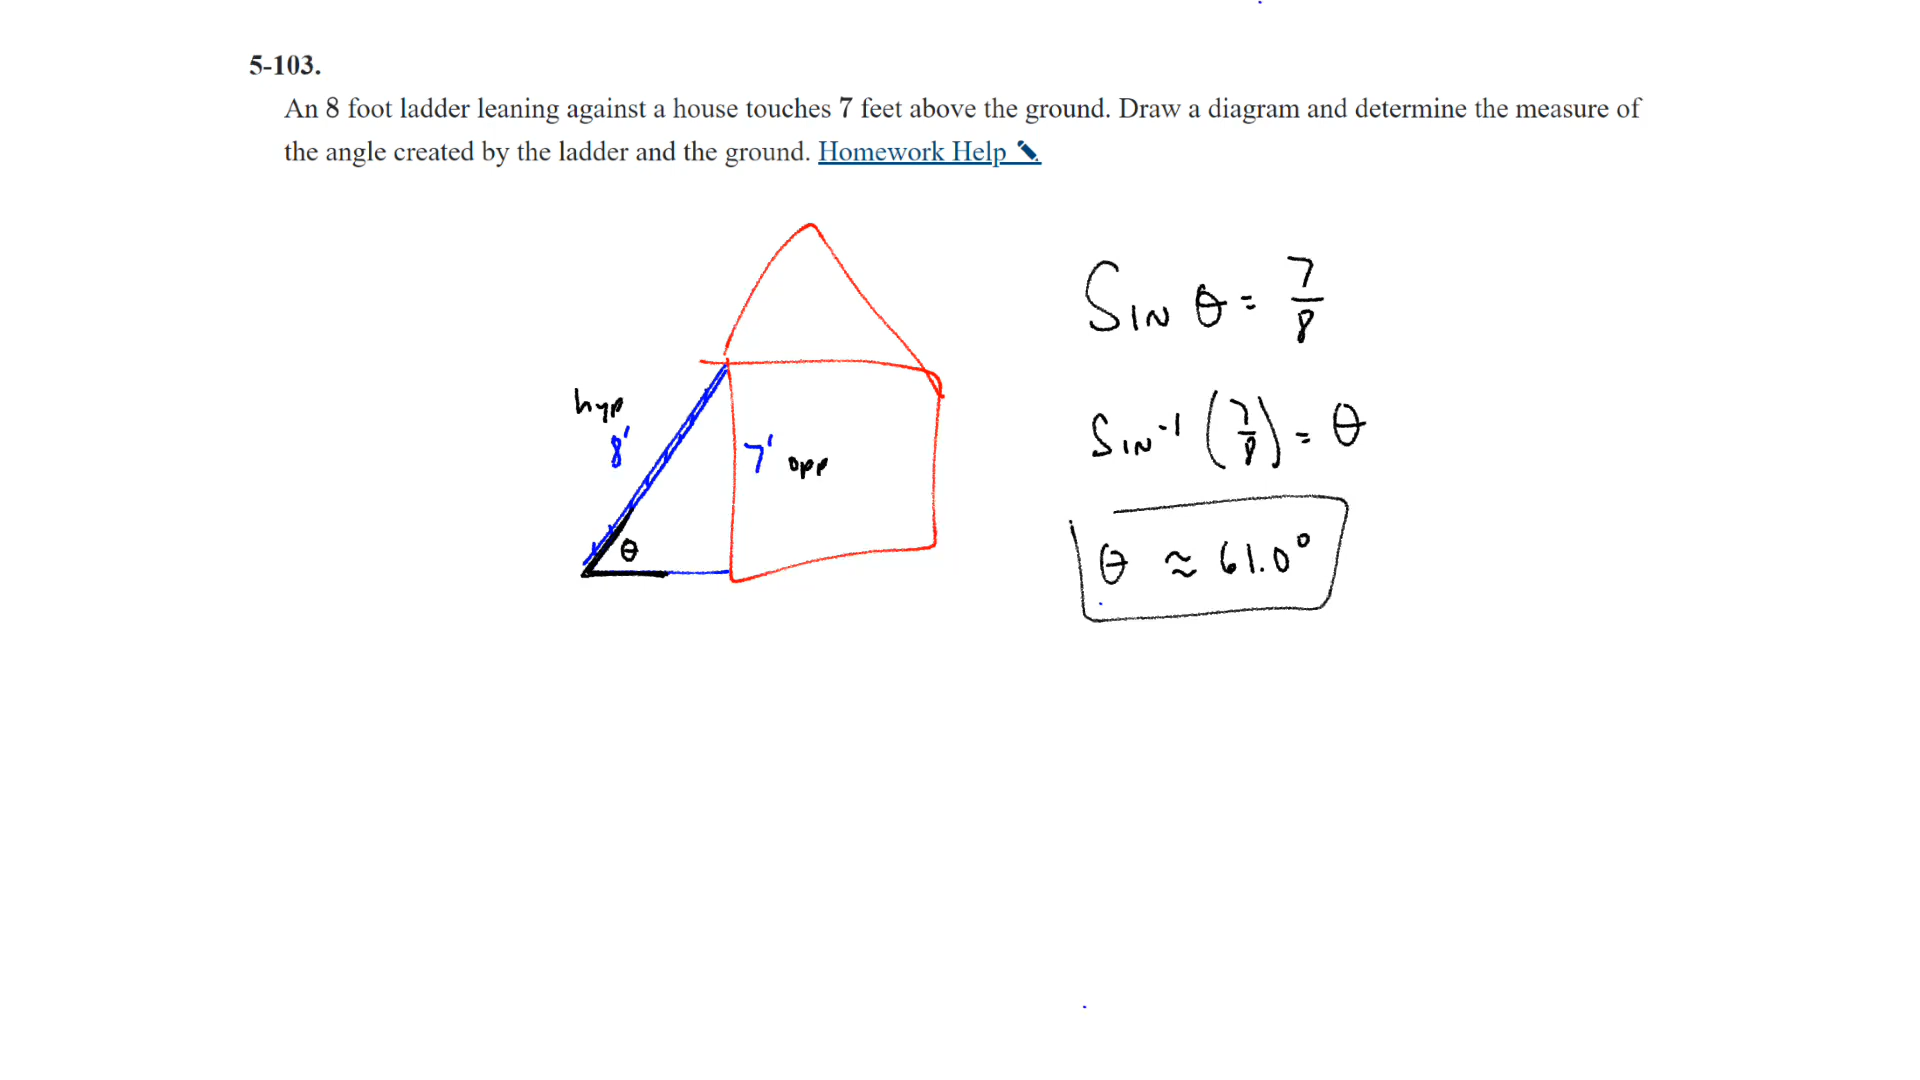 5-103.
An 8 foot ladder leaning against a house touches 7 feet above the ground. Draw a diagram and determine the measure of
the angle created by the ladder and the ground. Homework Help ✎
hyp
8'
7' opp
θ
Sin θ = 7/8
Sin⁻¹ (7/8) = θ
θ ≈ 61.0°